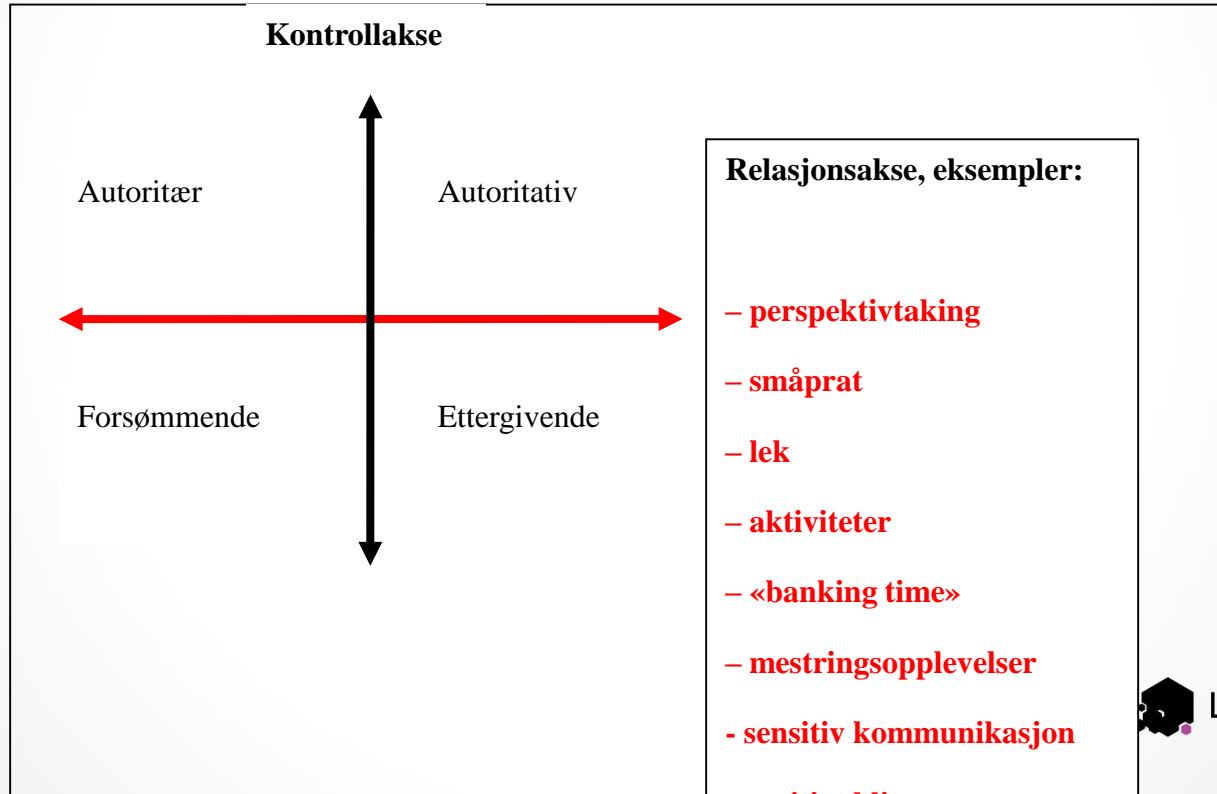 Kontrollakse
Autoritær
Autoritativ
Forsømmende
Ettergivende
Relasjonsakse, eksempler:
– perspektivtaking
– småprat
– lek
– aktiviteter
– «banking time»
– mestringsopplevelser
- sensitiv kommunikasjon
L